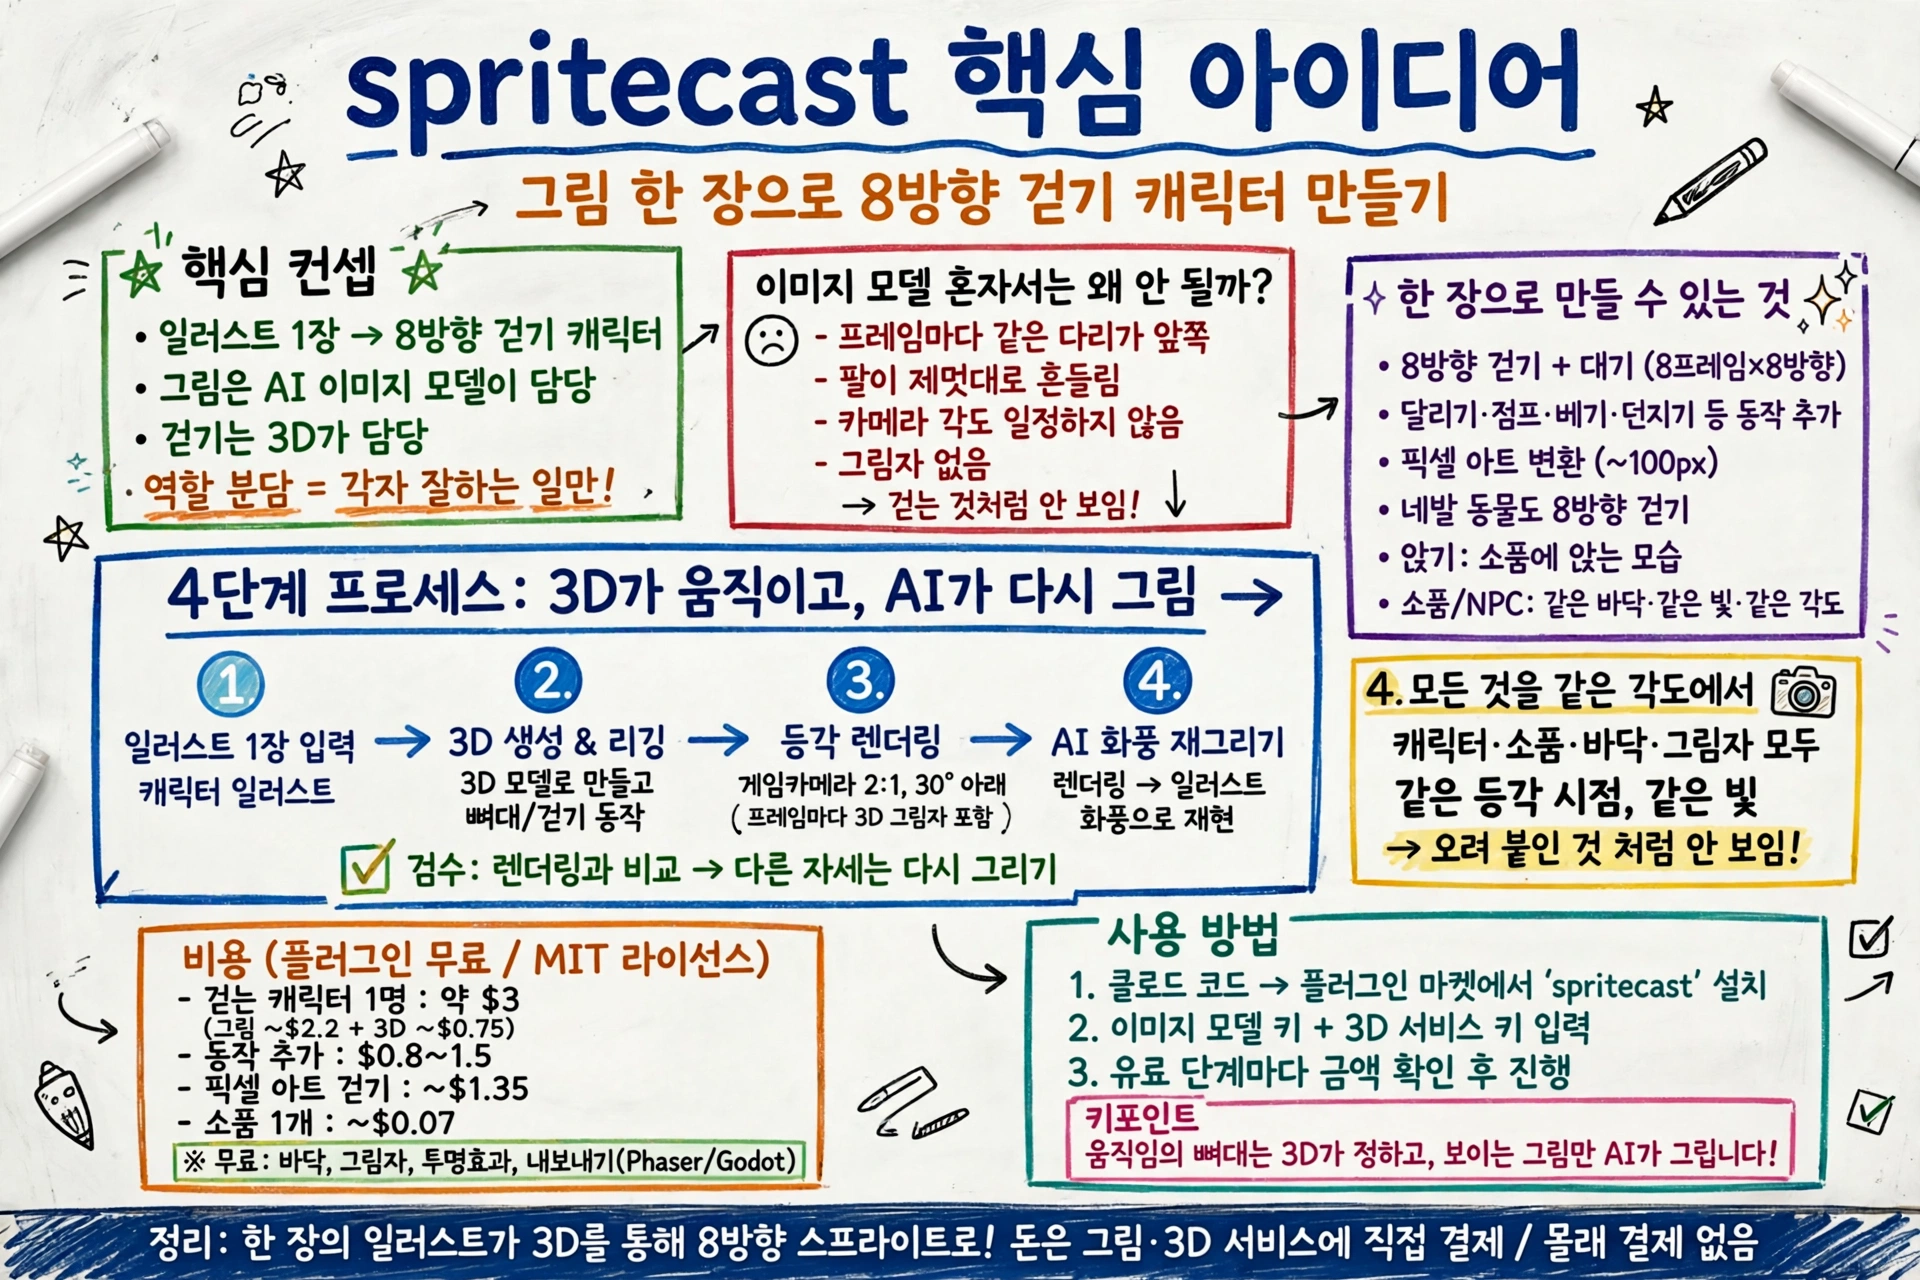 spritecast 핵심 아이디어
그림 한 장으로 8방향 걷기 캐릭터 만들기
핵심 컨셉
• 일러스트 1장 → 8방향 걷기 캐릭터
• 그림은 AI 이미지 모델이 담당
• 걷기는 3D가 담당
역할 분담 = 각자 잘하는 일만!
이미지 모델 혼자서는 왜 안 될까?
- 프레임마다 같은 다리가 앞쪽
- 팔이 제멋대로 흔들림
- 카메라 각도 일정하지 않음
- 그림자 없음
→ 걷는 것처럼 안 보임!
한 장으로 만들 수 있는 것
• 8방향 걷기 + 대기 (8프레임×8방향)
• 달리기·점프·베기·던지기 등 동작 추가
• 픽셀 아트 변환 (~100px)
• 네발 동물도 8방향 걷기
• 앉기: 소품에 앉는 모습
• 소품/NPC: 같은 바닥·같은 빛·같은 각도
4단계 프로세스: 3D가 움직이고, AI가 다시 그림 →
1.
일러스트 1장 입력
캐릭터 일러스트
2.
3D 생성 & 리깅
3D 모델로 만들고
뼈대/걷기 동작
3.
등각 렌더링
게임카메라 2:1, 30° 아래
(프레임마다 3D 그림자 포함)
4.
AI 화풍 재그리기
렌더링 → 일러스트
화풍으로 재현
검수: 렌더링과 비교 → 다른 자세는 다시 그리기
4. 모든 것을 같은 각도에서
캐릭터·소품·바닥·그림자 모두
같은 등각 시점, 같은 빛
→ 오려 붙인 것 처럼 안 보임!
비용 (플러그인 무료 / MIT 라이선스)
- 걷는 캐릭터 1명 : 약 $3
(그림 ~$2.2 + 3D ~$0.75)
- 동작 추가 : $0.8~1.5
- 픽셀 아트 걷기 : ~$1.35
- 소품 1개 : ~$0.07
※ 무료: 바닥, 그림자, 투명효과, 내보내기(Phaser/Godot)
사용 방법
1. 클로드 코드 → 플러그인 마켓에서 'spritecast' 설치
2. 이미지 모델 키 + 3D 서비스 키 입력
3. 유료 단계마다 금액 확인 후 진행
키포인트
움직임의 뼈대는 3D가 정하고, 보이는 그림만 AI가 그립니다!
정리: 한 장의 일러스트가 3D를 통해 8방향 스프라이트로! 돈은 그림·3D 서비스에 직접 결제 / 몰래 결제 없음